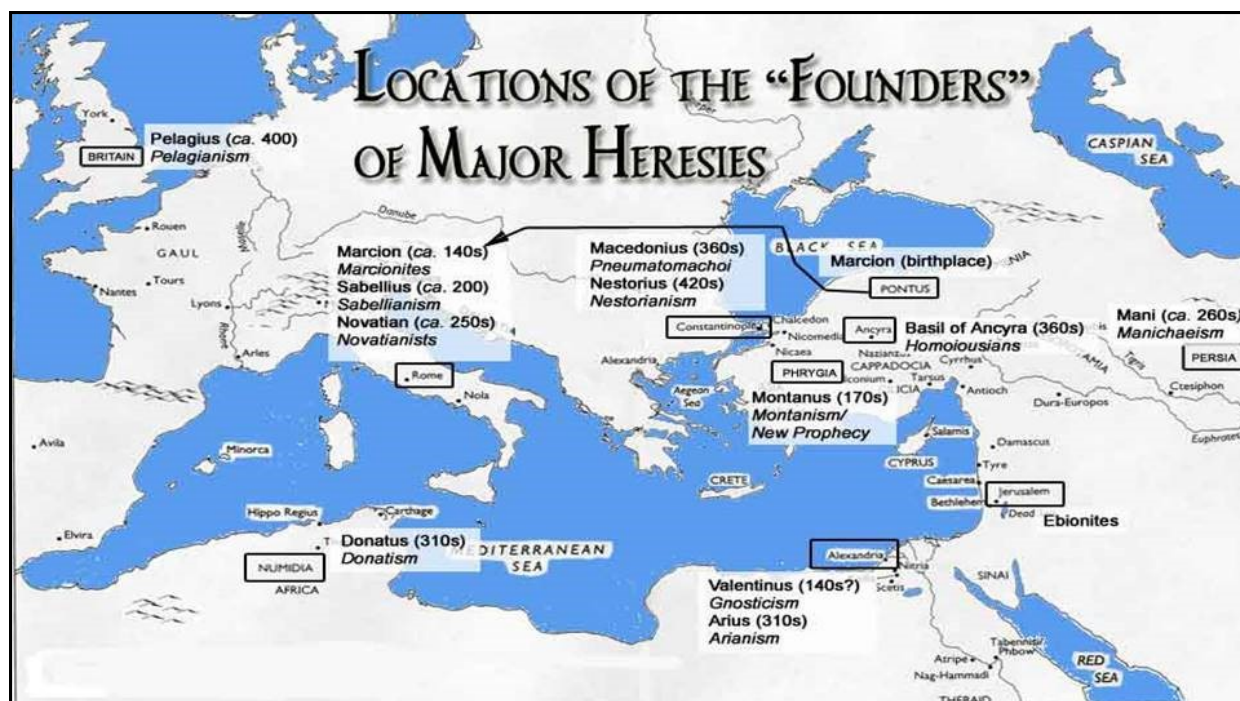 LOCATIONS OF THE “FOUNDERS”
OF MAJOR HERESIES
York
BRITAIN
Pelagius (ca. 400)
Pelagianism
Rouen
GAUL
Nantes
Tours
Lyons
Arles
Danube
Moselle
Marcion (ca. 140s)
Marcionites
Sabellius (ca. 200)
Sabellianism
Novatian (ca. 250s)
Novatianists
Rome
Nola
Macedonius (360s)
Pneumatomachoi
Nestorius (420s)
Nestorianism
BLACK SEA
Marcion (birthplace)
PONTUS
CASPIAN
SEA
Constantinople
Chalcedon
Nicomedia
Nicaea
Ancyra
Basil of Ancyra (360s)
Homoiousians
Mani (ca. 260s)
Manichaeism
PERSIA
Tigris
Ctesiphon
Alexandria
Aegean
Sea
PHRYGIA
CAPPADOCIA
Iconium
Cyrrhus
Tarsus
Antioch
Dura-Europos
Euphrates
Montanus (170s)
Montanism/
New Prophecy
Avila
Minorca
Salamis
CYPRUS
CRETE
Damascus
Tyre
Caesarea
Bethlehem
Jerusalem
Dead
Ebionites
Elvira
Hippo Regius
Carthage
Donatus (310s)
Donatism
NUMIDIA
AFRICA
MEDITERRANEAN
SEA
Alexandria
Nitria
Scetis
Valentinus (140s?)
Gnosticism
Arius (310s)
Arianism
SINAI
Tabennisi/
Phbow
Atripe
Nag-Hammadi
THEBAID
RED
SEA